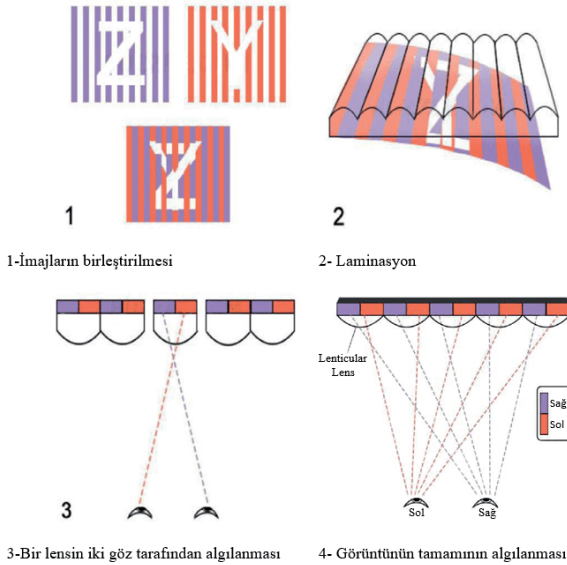 Z Y
Z Y
YZ
1
2
1-İmajların birleştirilmesi
2- Laminasyon
Lenticular
Lens
Sağ
Sol
3
Sol
Sağ
3-Bir lensin iki göz tarafından algılanması
4- Görüntünün tamamının algılanması